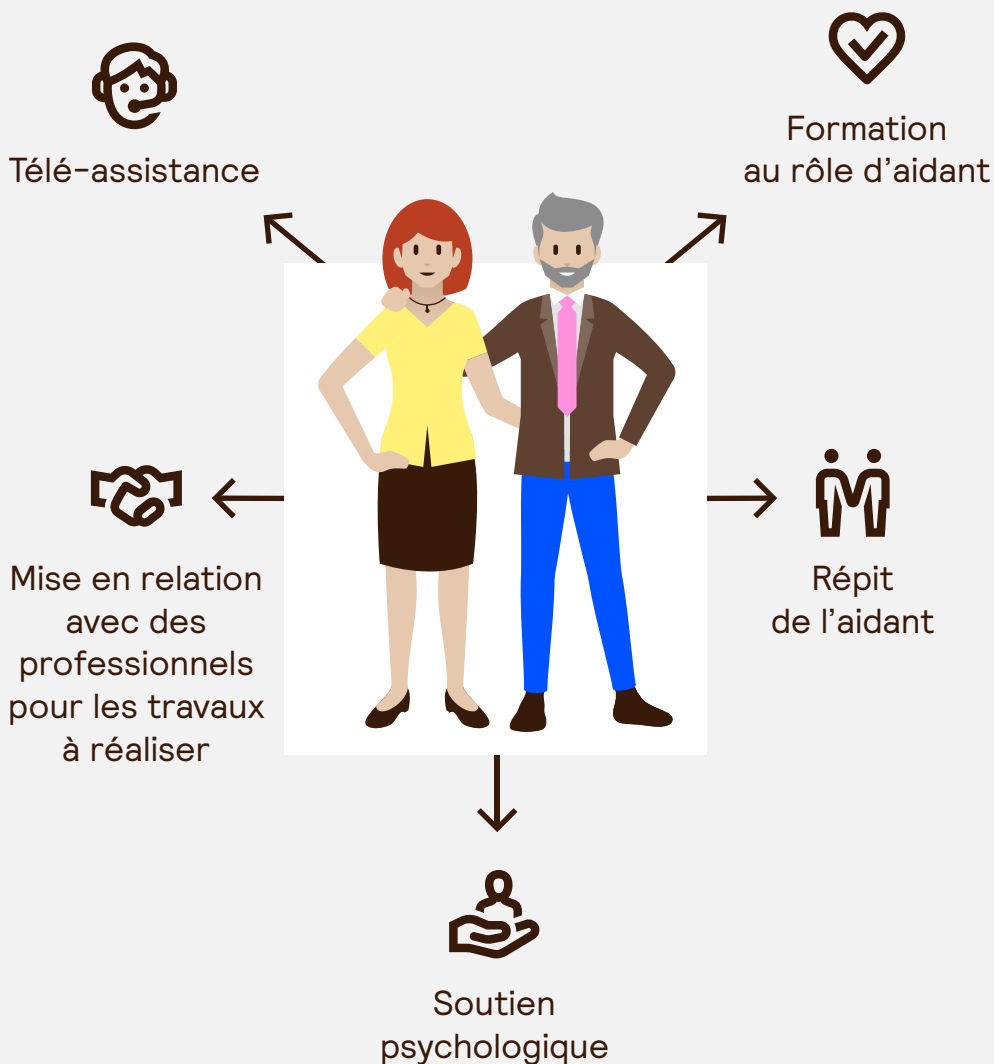 Télé-assistance
Formation
au rôle d’aidant
Mise en relation
avec des
professionnels
pour les travaux
à réaliser
Répit
de l’aidant
Soutien
psychologique